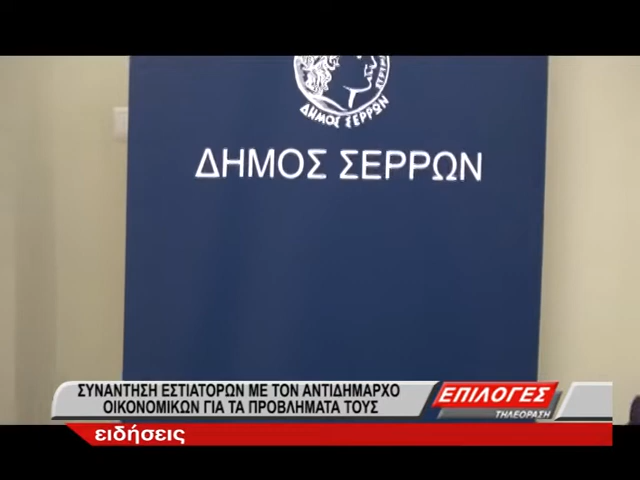 ΔΗΜΟΣ ΣΕΡΡΩΝ
ΔΗΜΟΣ ΣΕΡΡΩΝ
ΣΥΝΑΝΤΗΣΗ ΕΣΤΙΑΤΟΡΩΝ ΜΕ ΤΟΝ ΑΝΤΙΔΗΜΑΡΧΟ
ΟΙΚΟΝΟΜΙΚΩΝ ΓΙΑ ΤΑ ΠΡΟΒΛΗΜΑΤΑ ΤΟΥΣ
ΕΠΙΛΟΓΕΣ
ΤΗΛΕΟΡΑΣΗ
ειδήσεις